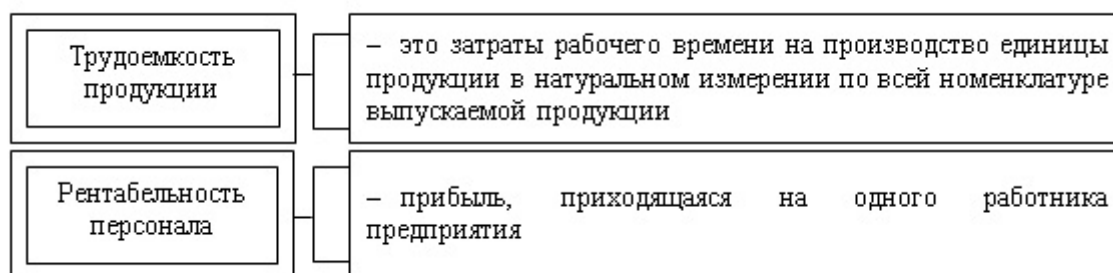 Трудоемкость
продукции
– это затраты рабочего времени на производство единицы
продукции в натуральном измерении по всей номенклатуре
выпускаемой продукции
Рентабельность
персонала
– прибыль, приходящаяся на одного работника
предприятия